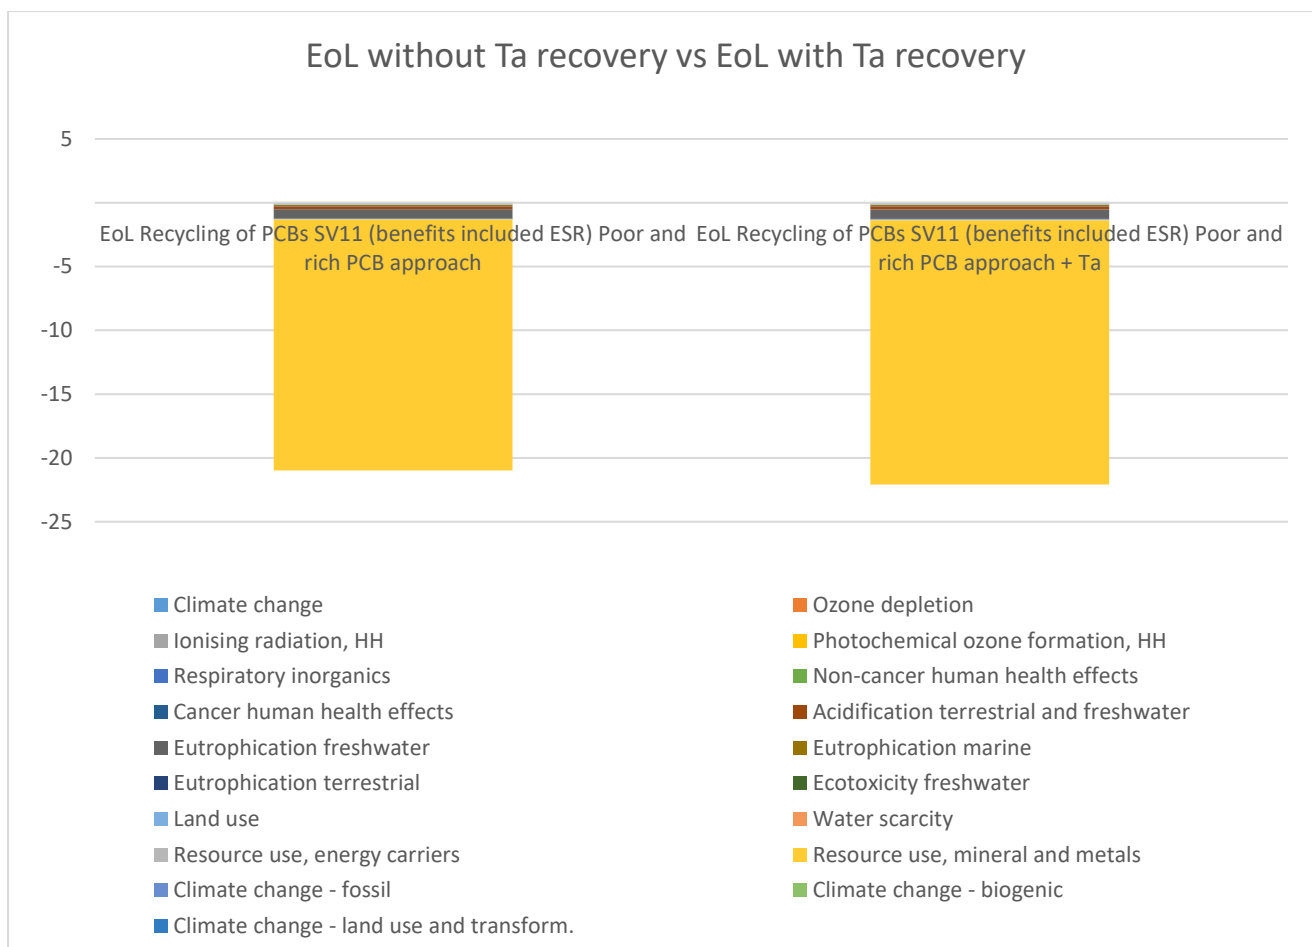 EoL without Ta recovery vs EoL with Ta recovery
5
EoL Recycling of PCBs SV11 (benefits included ESR) Poor and
rich PCB approach
EoL Recycling of PCBs SV11 (benefits included ESR) Poor and
rich PCB approach + Ta
-5
-10
-15
-20
-25
Climate change
Ozone depletion
Ionising radiation, HH
Photochemical ozone formation, HH
Respiratory inorganics
Non-cancer human health effects
Cancer human health effects
Acidification terrestrial and freshwater
Eutrophication freshwater
Eutrophication marine
Eutrophication terrestrial
Ecotoxicity freshwater
Land use
Water scarcity
Resource use, energy carriers
Resource use, mineral and metals
Climate change - fossil
Climate change - biogenic
Climate change - land use and transform.